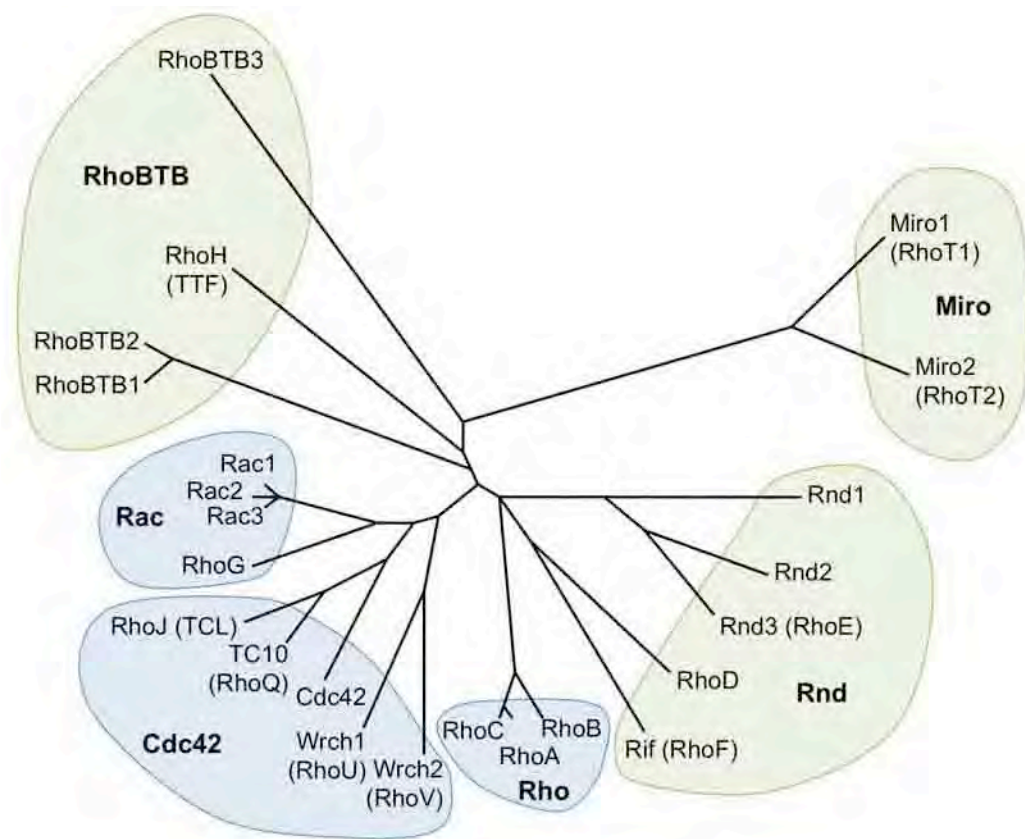 RhoBTB3
RhoBTB
RhoH
(TTF)
RhoBTB2
RhoBTB1
Miro1
(RhoT1)
Miro
Miro2
(RhoT2)
Rac1
Rac2
Rac3
Rac
RhoG
RhoJ (TCL)
TC10
(RhoQ)
Cdc42
Cdc42
Wrch1
(RhoU)
Wrch2
(RhoV)
RhoC
RhoB
RhoA
Rho
Rnd1
Rnd2
Rnd3 (RhoE)
RhoD
Rnd
Rif (RhoF)